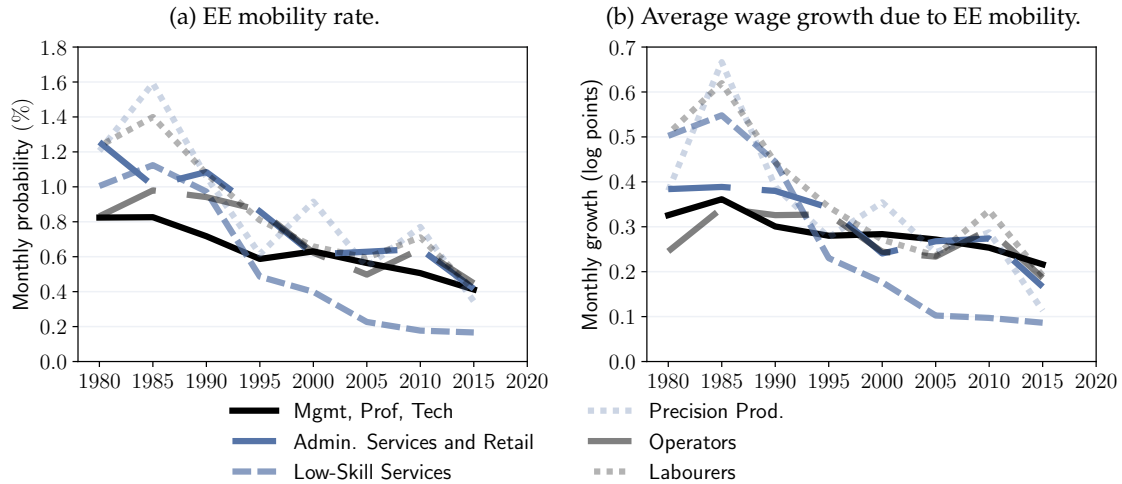 (a) EE mobility rate.
Monthly probability (%)
1.8
1.6
1.4
1.2
1.0
0.8
0.6
0.4
0.2
0.0
1980 1985 1990 1995 2000 2005 2010 2015 2020
(b) Average wage growth due to EE mobility.
Monthly growth (log points)
0.7
0.6
0.5
0.4
0.3
0.2
0.1
0.0
1980 1985 1990 1995 2000 2005 2010 2015 2020
Mgmt, Prof, Tech
Admin. Services and Retail
Low-Skill Services
Precision Prod.
Operators
Labourers